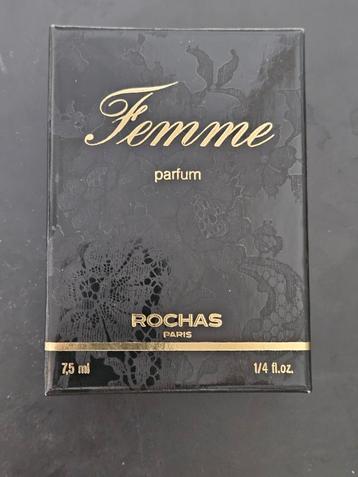 Femme
parfum
ROCHAS
PARIS
7,5 ml 1/4 fl.oz.